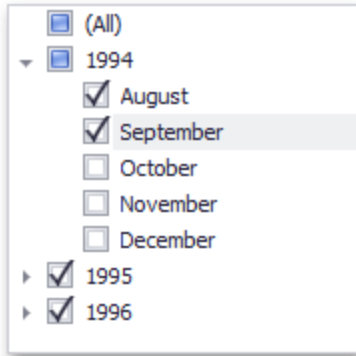 (All)
1994
August
September
October
November
December
1995
1996